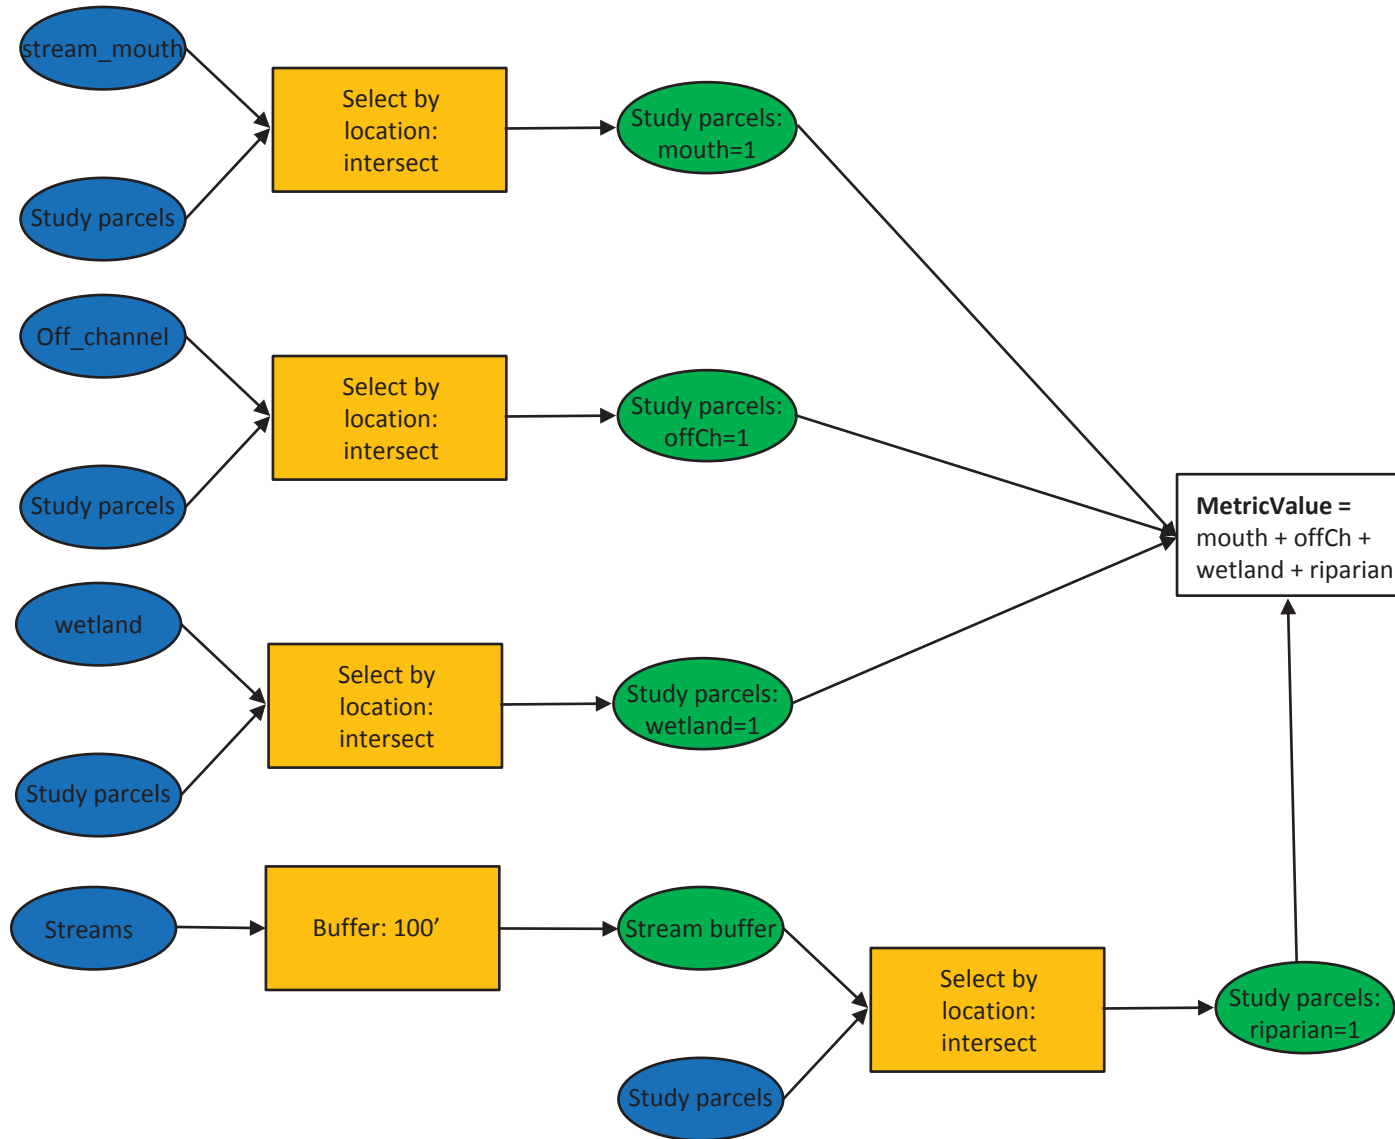 stream_mouth
Study parcels
Select by
location:
intersect
Study parcels:
mouth=1
Off_channel
Study parcels
Select by
location:
intersect
Study parcels:
offCh=1
wetland
Study parcels
Select by
location:
intersect
Study parcels:
wetland=1
MetricValue =
mouth + offCh +
wetland + riparian
Streams
Buffer: 100’
Stream buffer
Study parcels
Select by
location:
intersect
Study parcels:
riparian=1